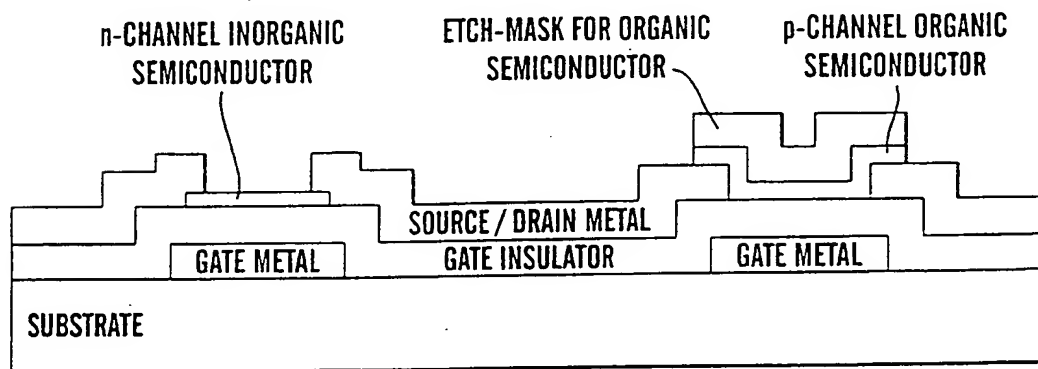 n-CHANNEL INORGANIC
SEMICONDUCTOR
ETCH-MASK FOR ORGANIC
SEMICONDUCTOR
p-CHANNEL ORGANIC
SEMICONDUCTOR
SOURCE / DRAIN METAL
GATE METAL
GATE INSULATOR
GATE METAL
SUBSTRATE